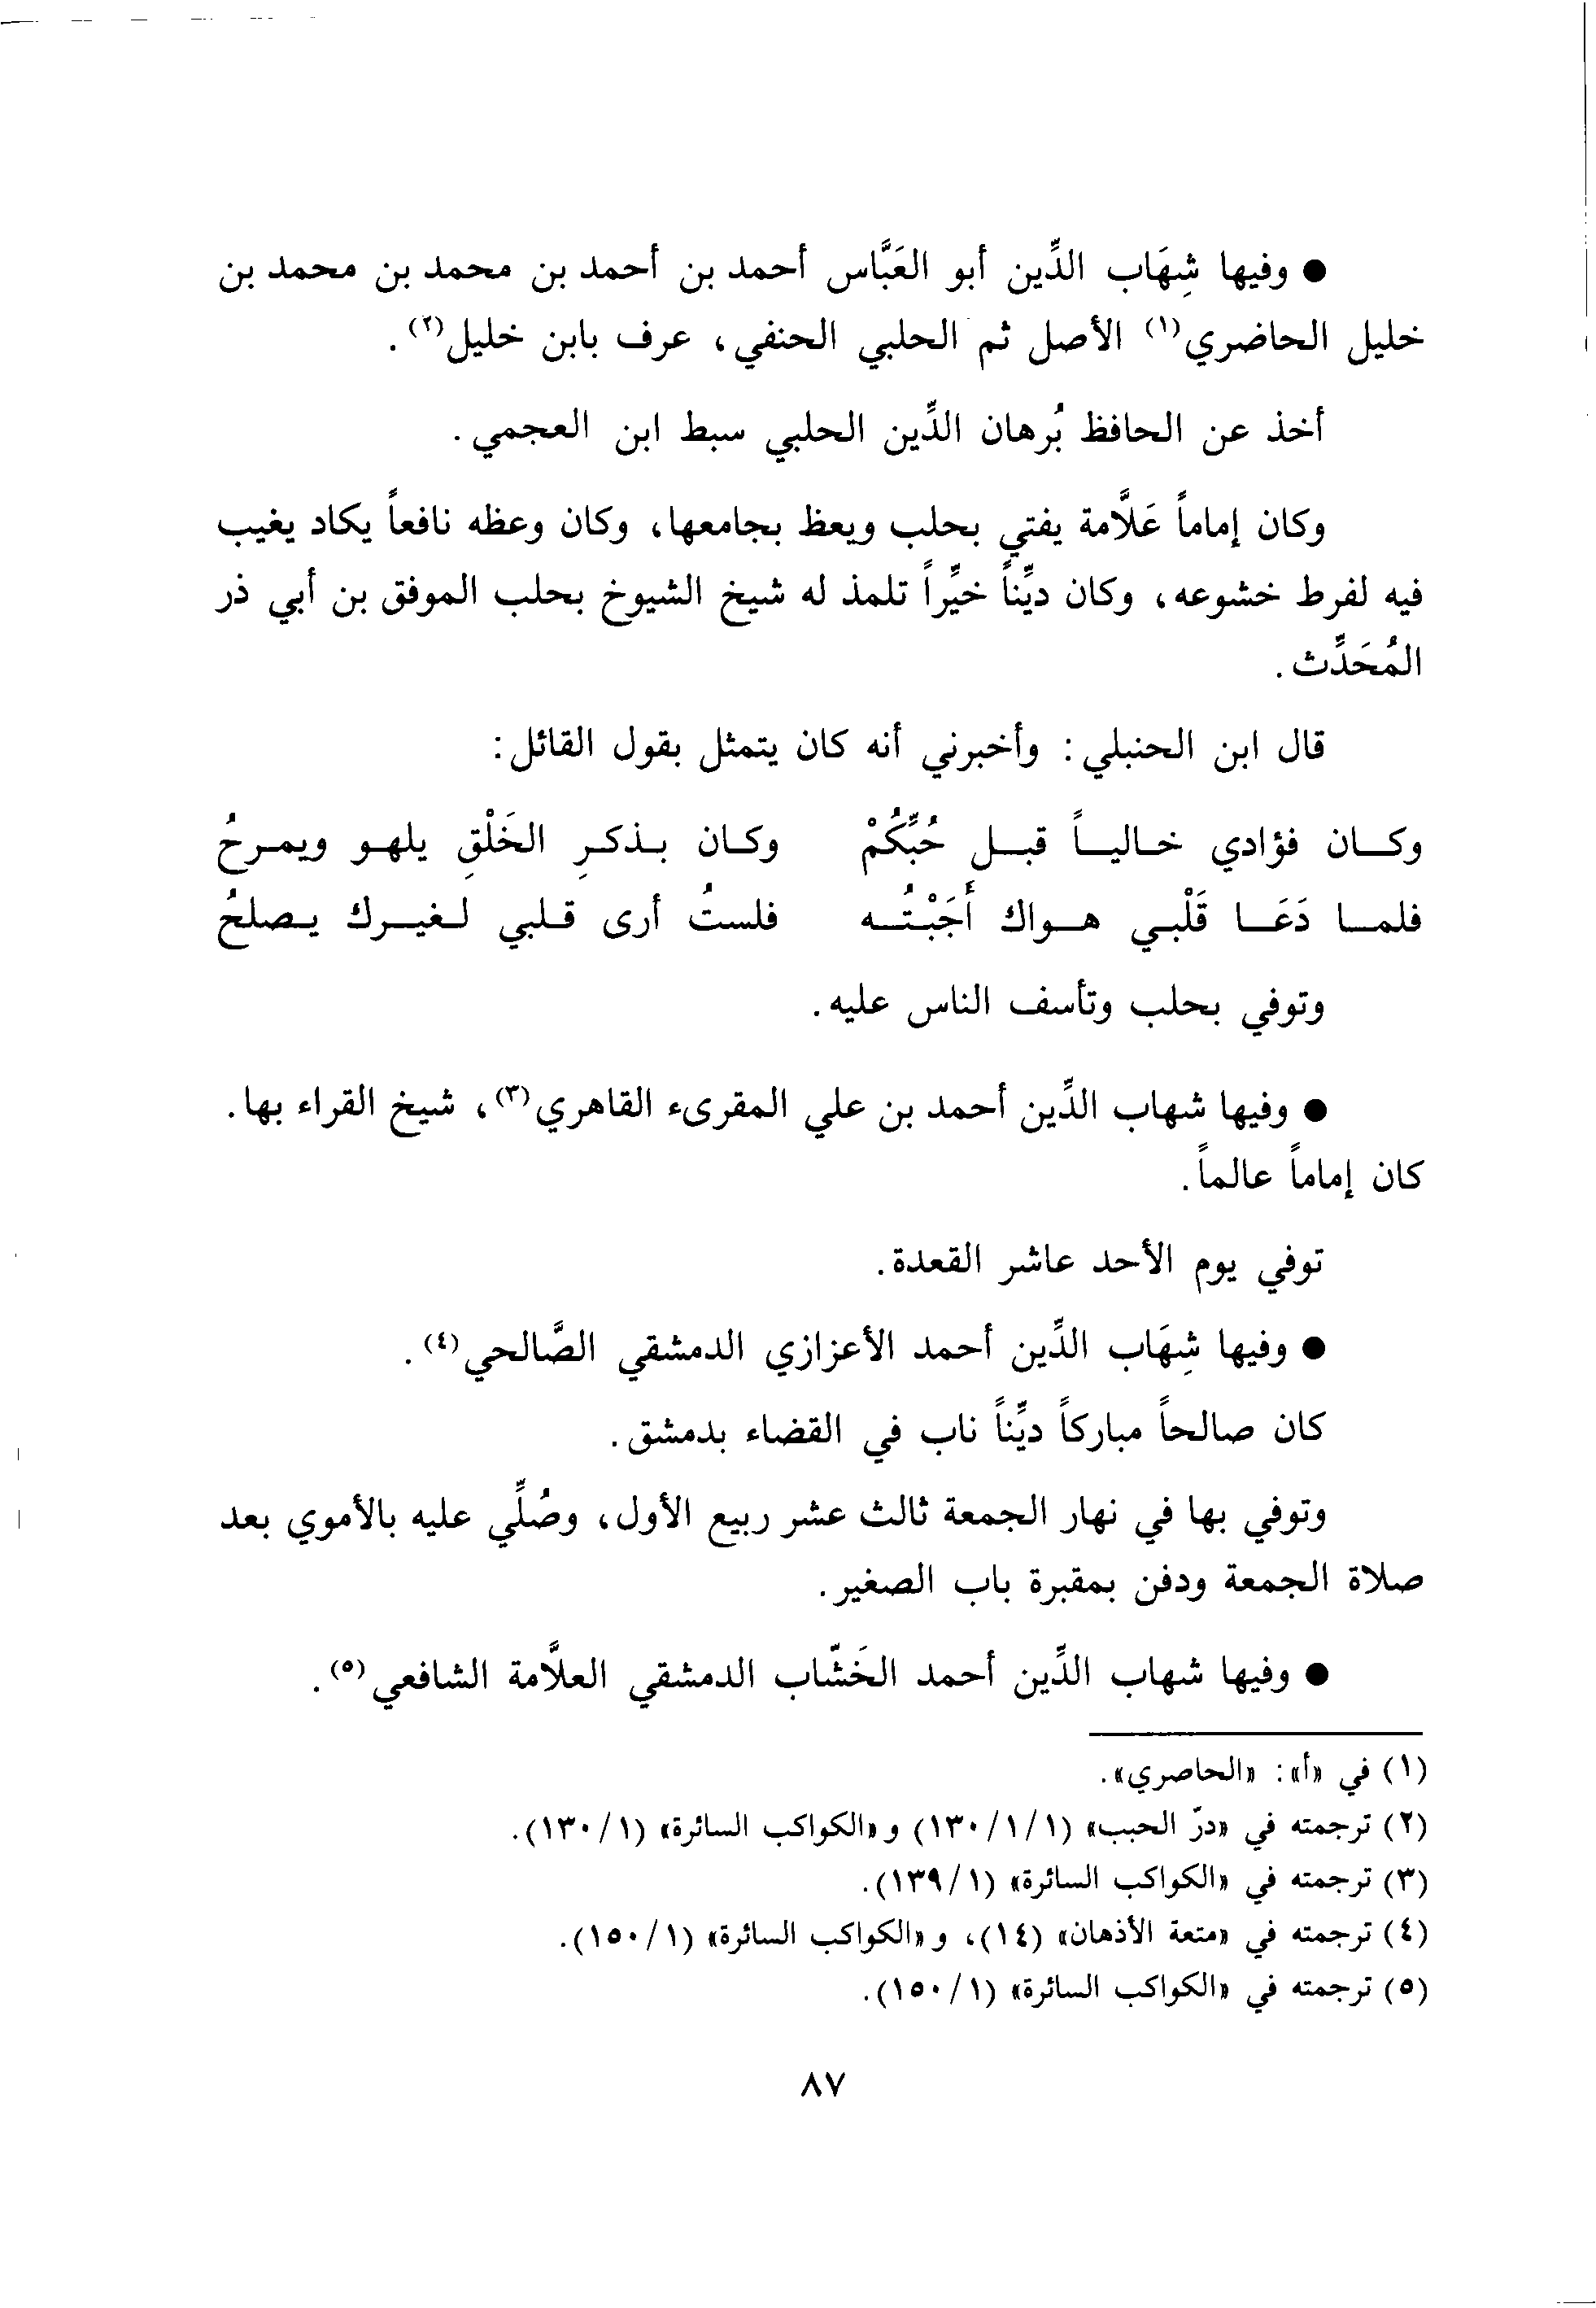 ● وفيها شِهَاب الدِّين أبو العَبَّاس أحمد بن أحمد بن محمد بن محمد بن
خليل الحاضري(١) الأصل ثم الحلبي الحنفي، عرف بابن خليل(٢).
أخذ عن الحافظ بُرهان الدِّين الحلبي سبط ابن العجمي.
وكان إماماً عَلاَّمة يفتي بحلب ويعظ بجامعها، وكان وعظه نافعاً يكاد يغيب
فيه لفرط خشوعه، وكان ديِّناً خيِّراً تلمذ له شيخ الشيوخ بحلب الموفق بن أبي ذر
المُحَدِّث.
قال ابن الحنبلي: وأخبرني أنه كان يتمثل بقول القائل:
وكان فؤادي خالياً قبل حُبِّكُمْ وكان بذكرِ الخَلْقِ يلهو ويمرحُ
فلما دَعَا قَلْبي هواك أَجَبْتُه فلستُ أرى قلبي لغيرك يصلحُ
وتوفي بحلب وتأسف الناس عليه.
● وفيها شهاب الدِّين أحمد بن علي المقرىء القاهري(٣)، شيخ القراء بها.
كان إماماً عالماً.
توفي يوم الأحد عاشر القعدة.
● وفيها شِهَاب الدِّين أحمد الأعزازي الدمشقي الصَّالحي(٤).
كان صالحاً مباركاً ديِّناً ناب في القضاء بدمشق.
وتوفي بها في نهار الجمعة ثالث عشر ربيع الأول، وصُلِّي عليه بالأموي بعد
صلاة الجمعة ودفن بمقبرة باب الصغير.
● وفيها شهاب الدِّين أحمد الخَشّاب الدمشقي العلاَّمة الشافعي(٥).
(١) في «أ»: «الحاصري».
(٢) ترجمته في «درّ الحبب» (١/١/١٣٠) و«الكواكب السائرة» (١/١٣٠).
(٣) ترجمته في «الكواكب السائرة» (١/١٣٩).
(٤) ترجمته في «متعة الأذهان» (١٤)، و«الكواكب السائرة» (١/١٥٠).
(٥) ترجمته في «الكواكب السائرة» (١/١٥٠).
٨٧